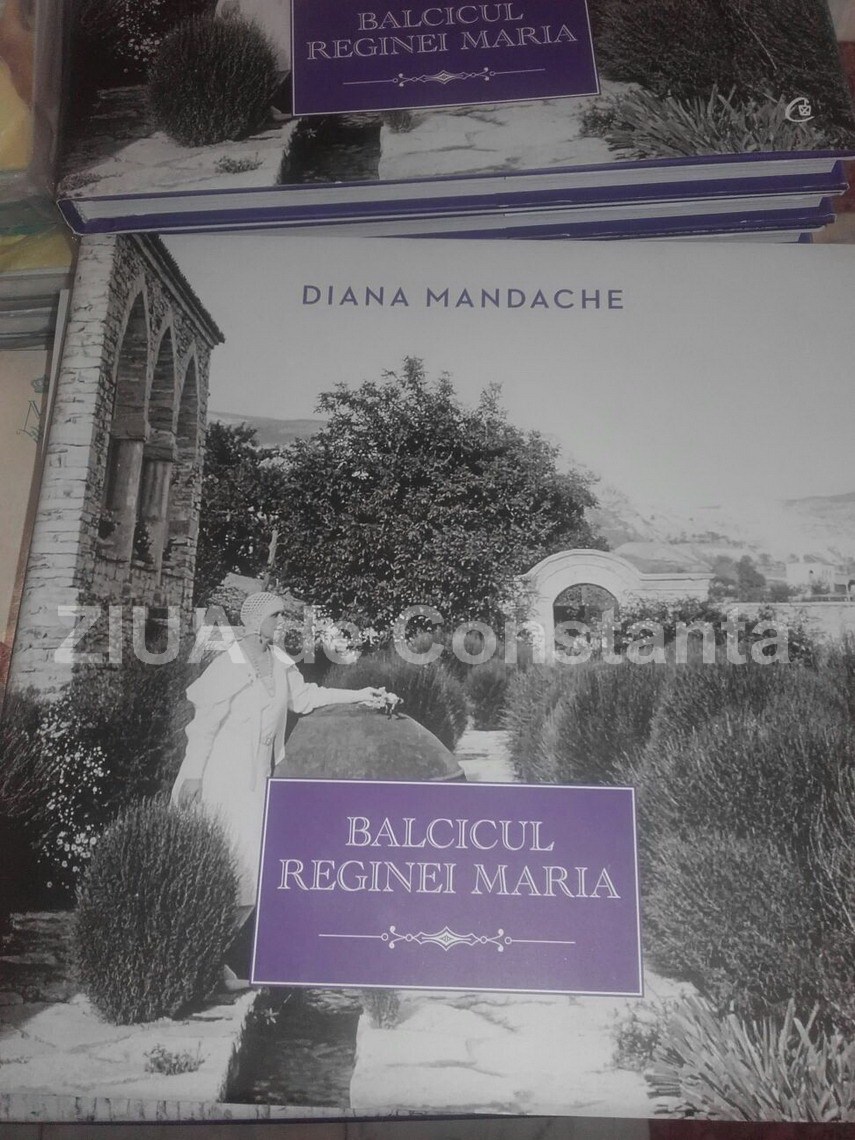 BALCICUL
REGINEI MARIA
DIANA MANDACHE
ZIUA de Constanta
BALCICUL
REGINEI MARIA